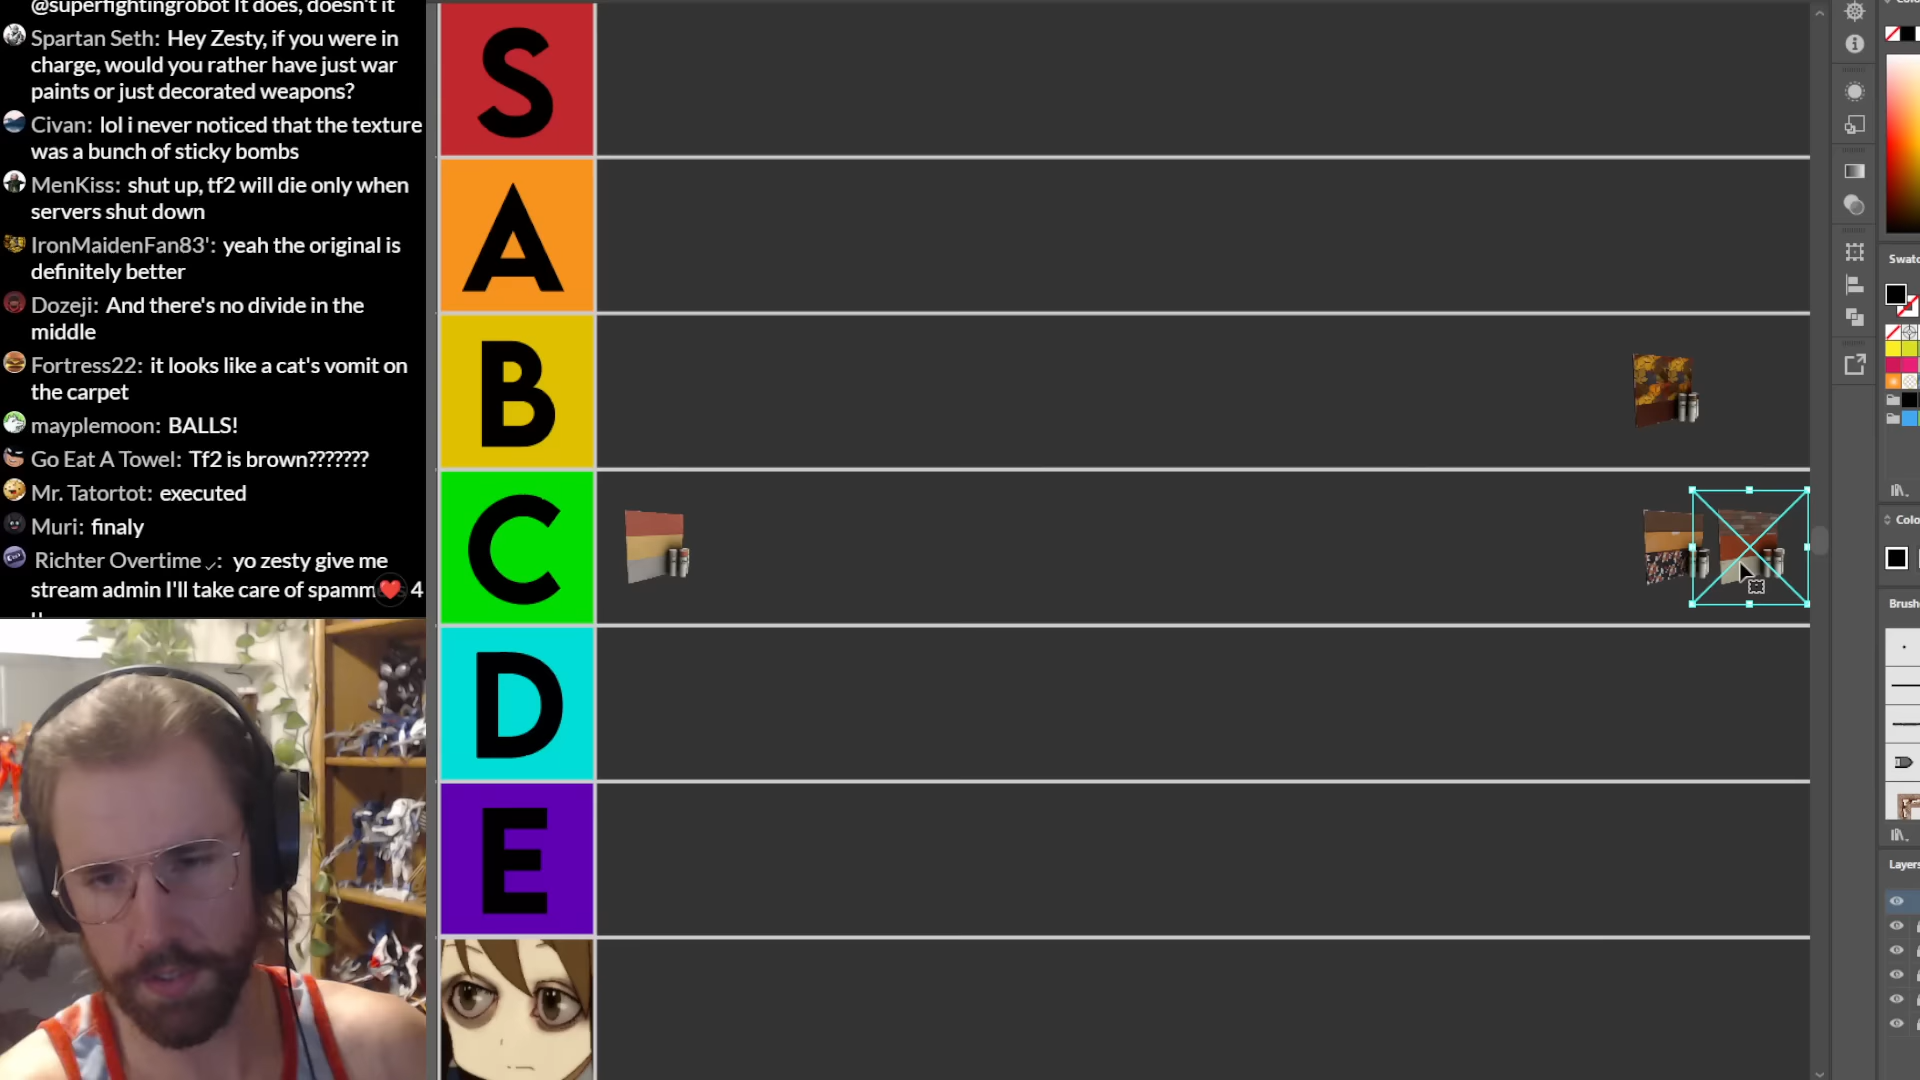 @superfightingrobot It does, doesn't it
Spartan Seth: Hey Zesty, if you were in
charge, would you rather have just war
paints or just decorated weapons?
Civan: lol i never noticed that the texture
was a bunch of sticky bombs
MenKiss: shut up, tf2 will die only when
servers shut down
IronMaidenFan83': yeah the original is
definitely better
Dozeji: And there's no divide in the
middle
Fortress22: it looks like a cat's vomit on
the carpet
mayplemoon: BALLS!
Go Eat A Towel: Tf2 is brown???????
Mr. Tatortot: executed
Muri: finaly
Richter Overtime: yo zesty give me
stream admin I'll take care of spamm
4
S
A
B
C
D
E
Swatc
Colo
Brushe
Layers